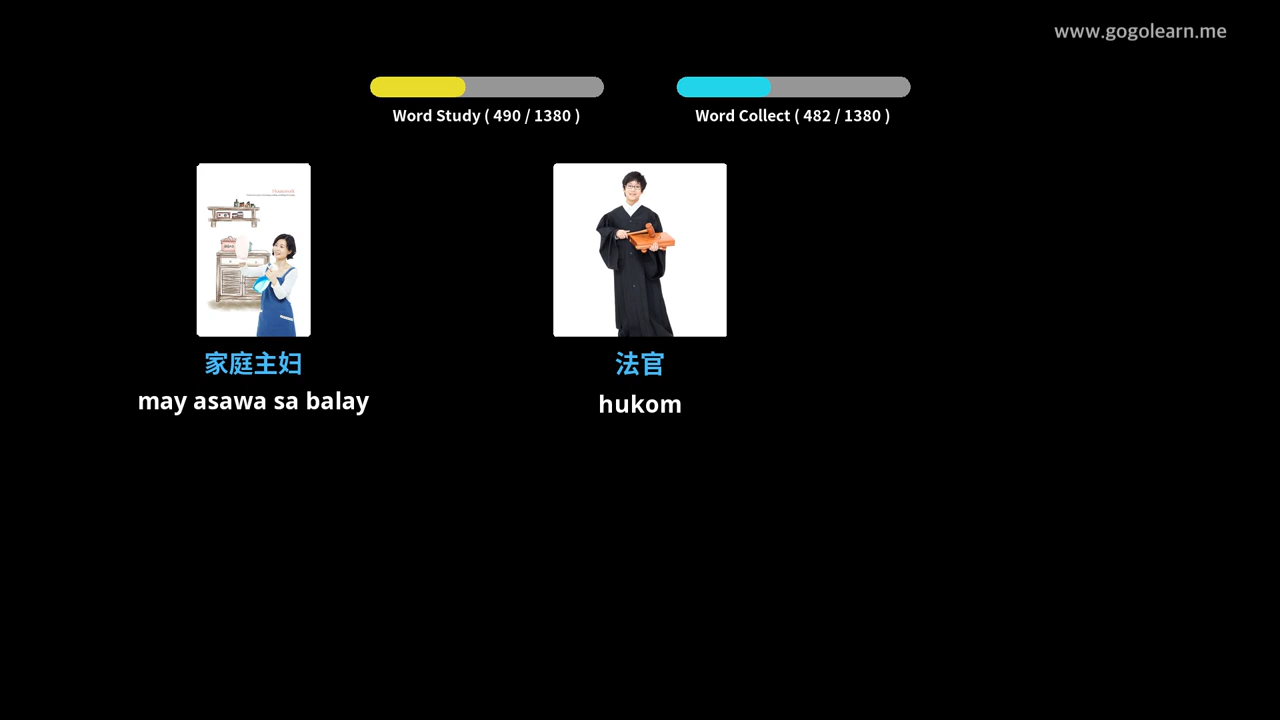 www.gogolearn.me
Word Study ( 490 / 1380 )
Word Collect ( 482 / 1380 )
家庭主妇
may asawa sa balay
法官
hukom